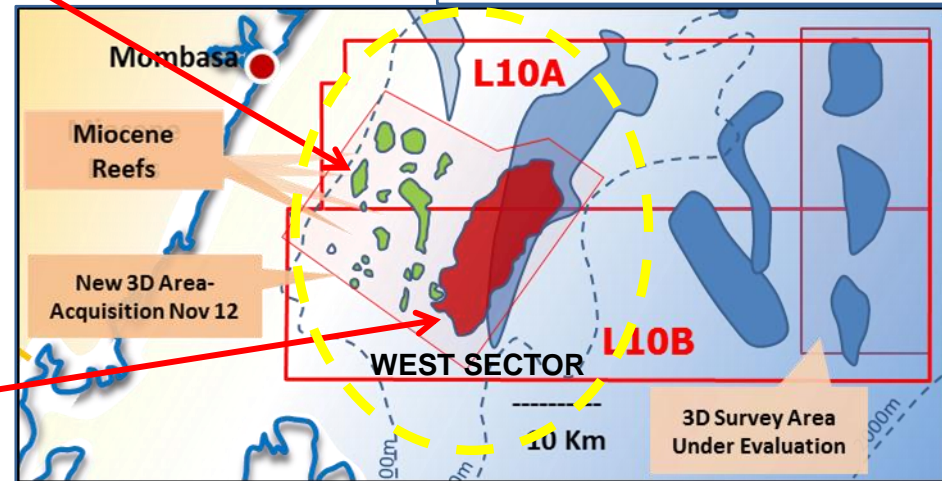 Mombasa
L10A
Miocene
Reefs
New 3D Area-
Acquisition Nov 12
L10B
WEST SECTOR
10 Km
3D Survey Area
Under Evaluation